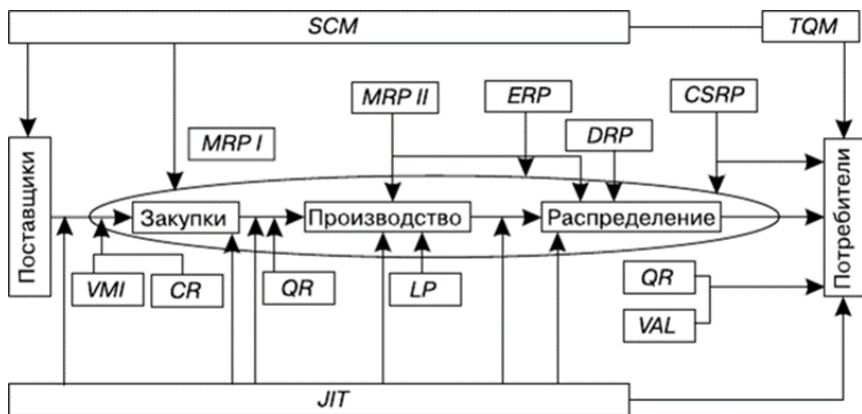 SCM
TQM
MRP II
ERP
CSRP
MRP I
DRP
Поставщики
Закупки
Производство
Распределение
Потребители
VMI
CR
QR
LP
QR
VAL
JIT